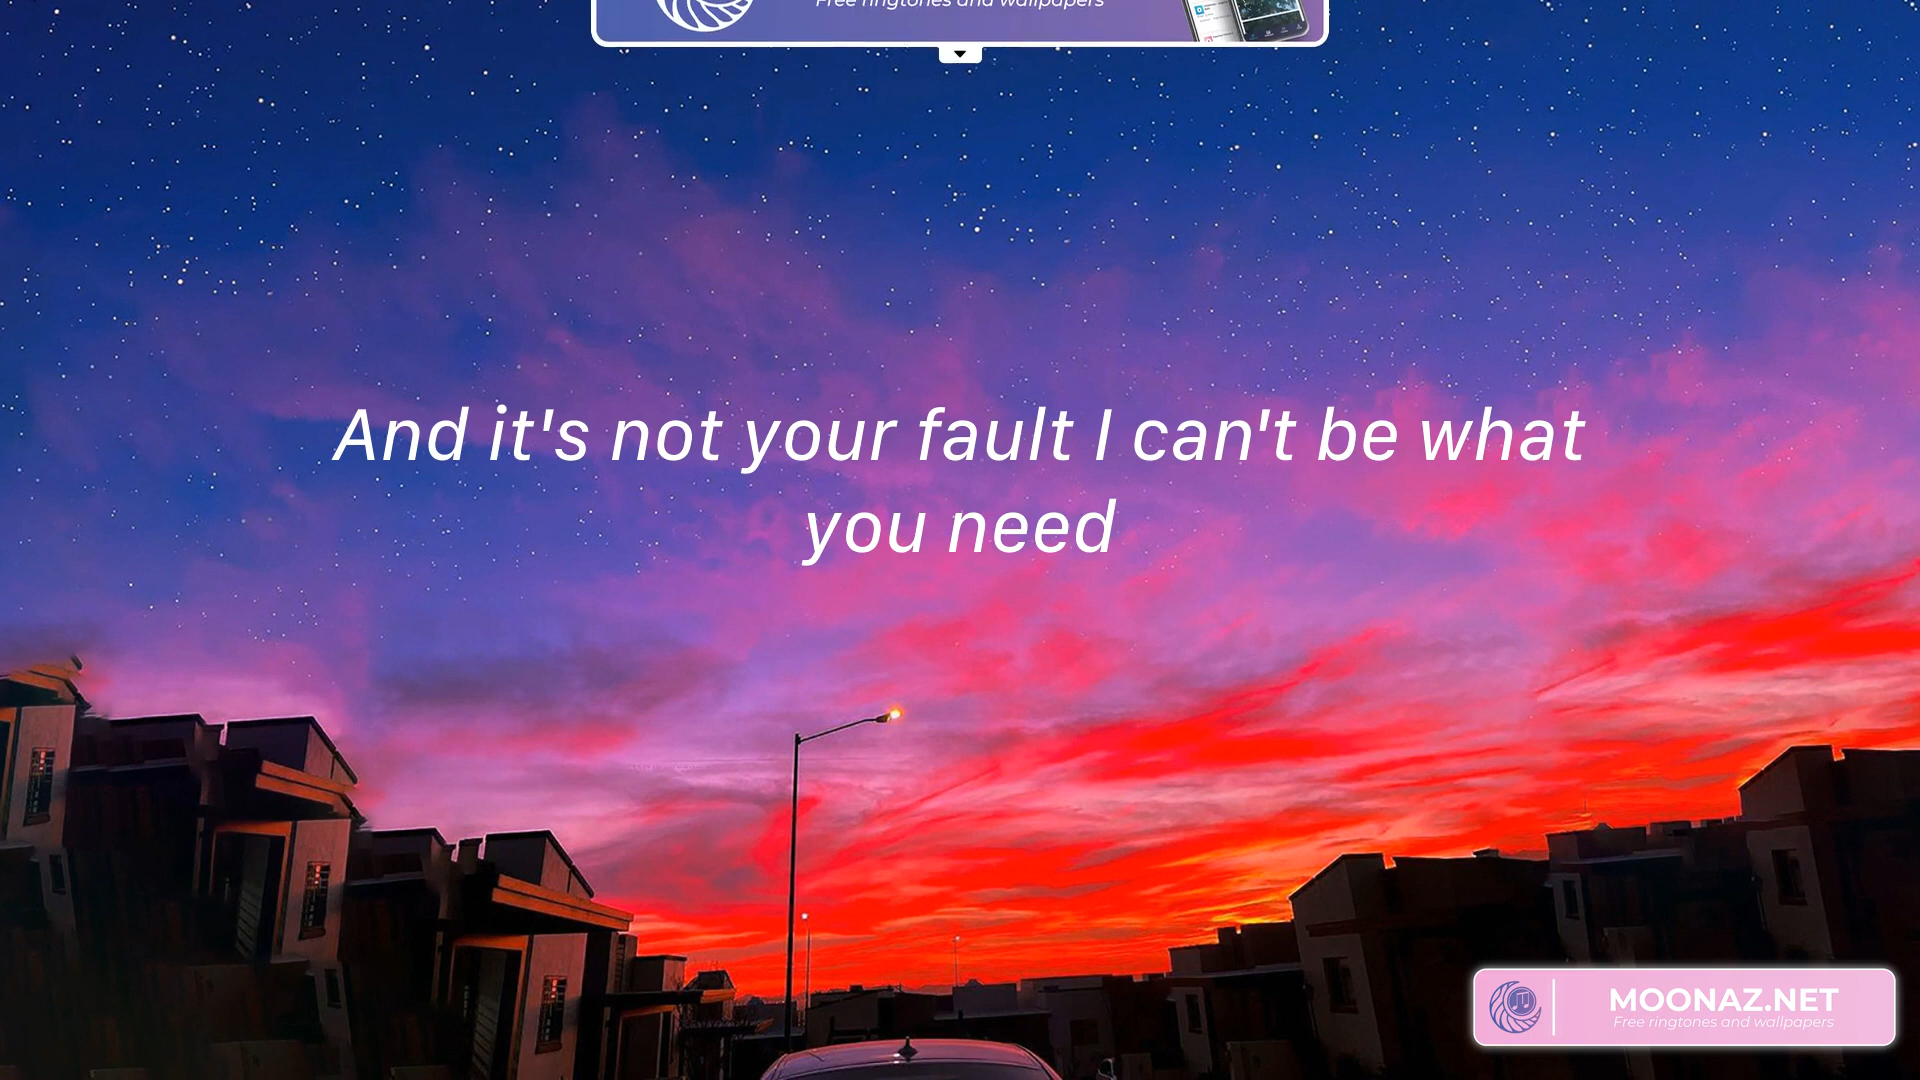 Free ringtones and wallpapers
And it's not your fault I can't be what
you need
MOONAZ.NET
Free ringtones and wallpapers